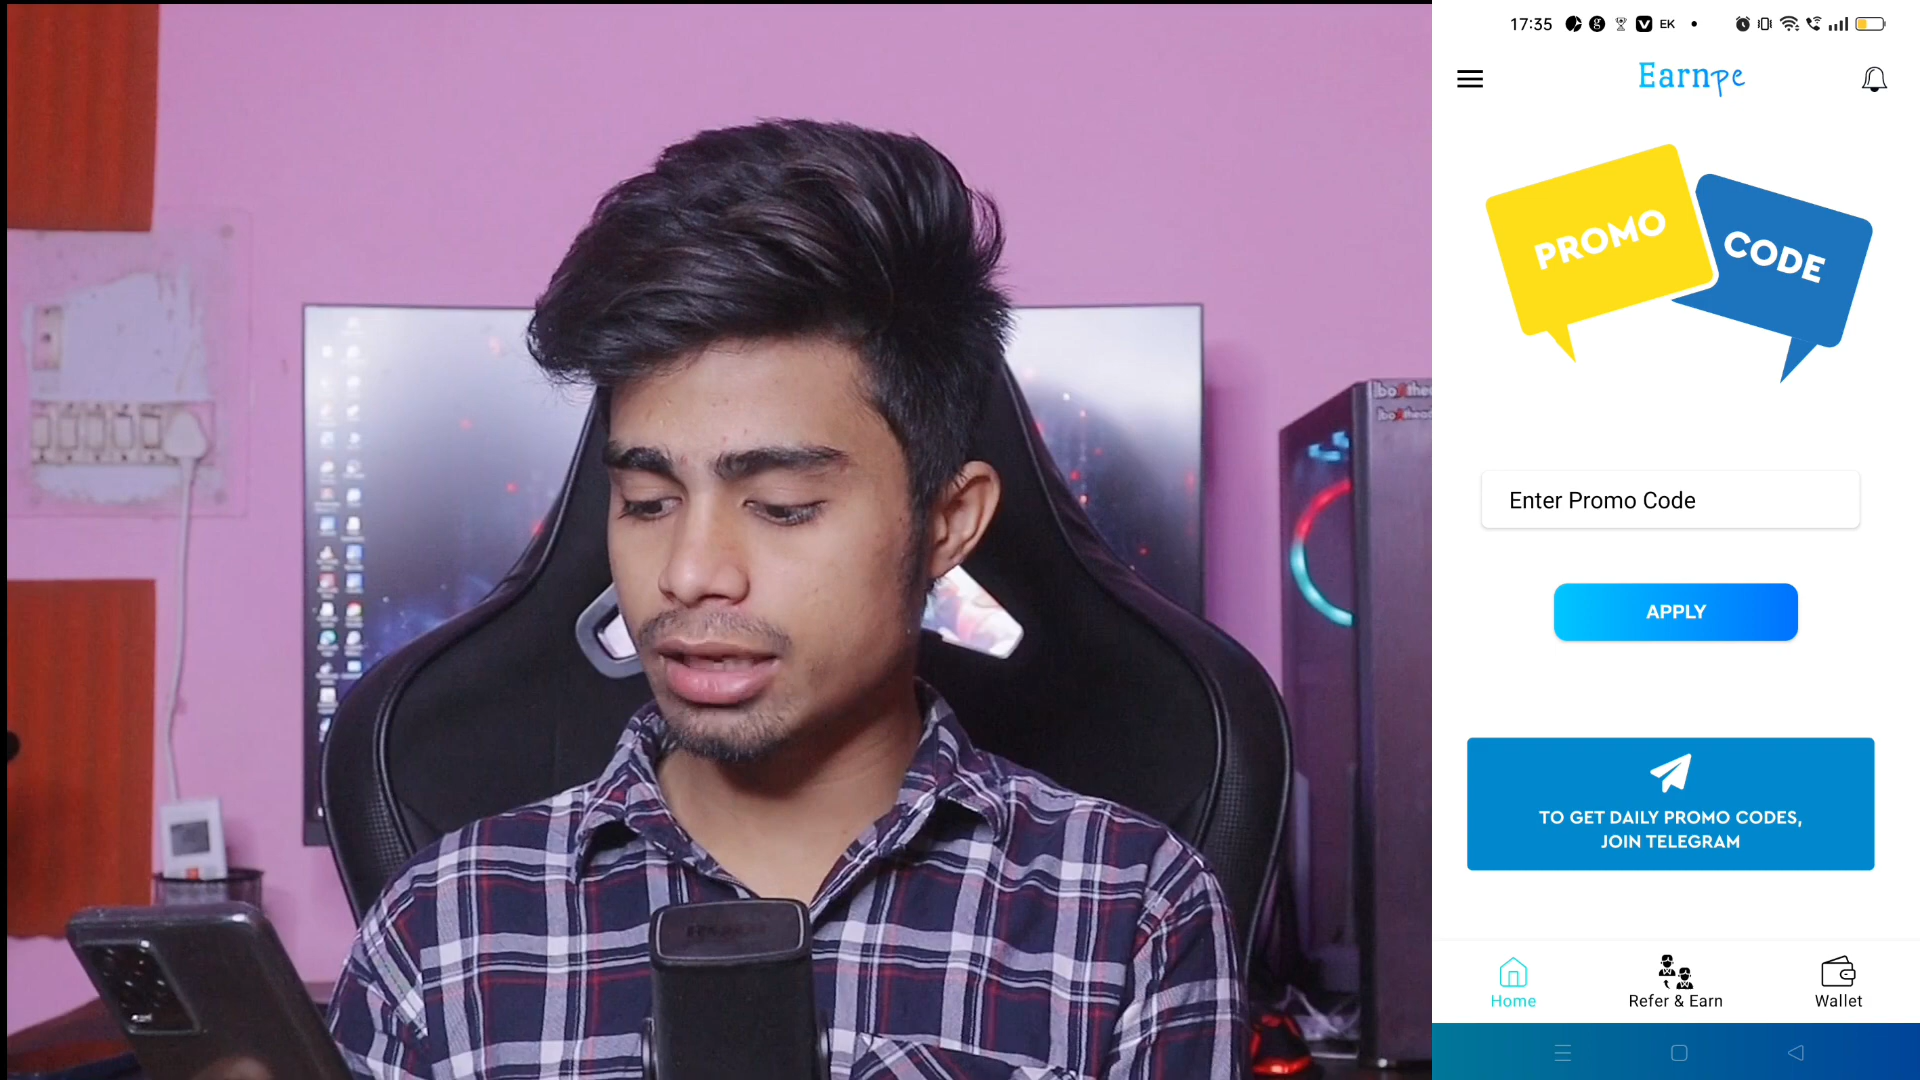 17:35
EK
Earnpe
PROMO
CODE
Enter Promo Code
APPLY
TO GET DAILY PROMO CODES,
JOIN TELEGRAM
Home
Refer & Earn
Wallet